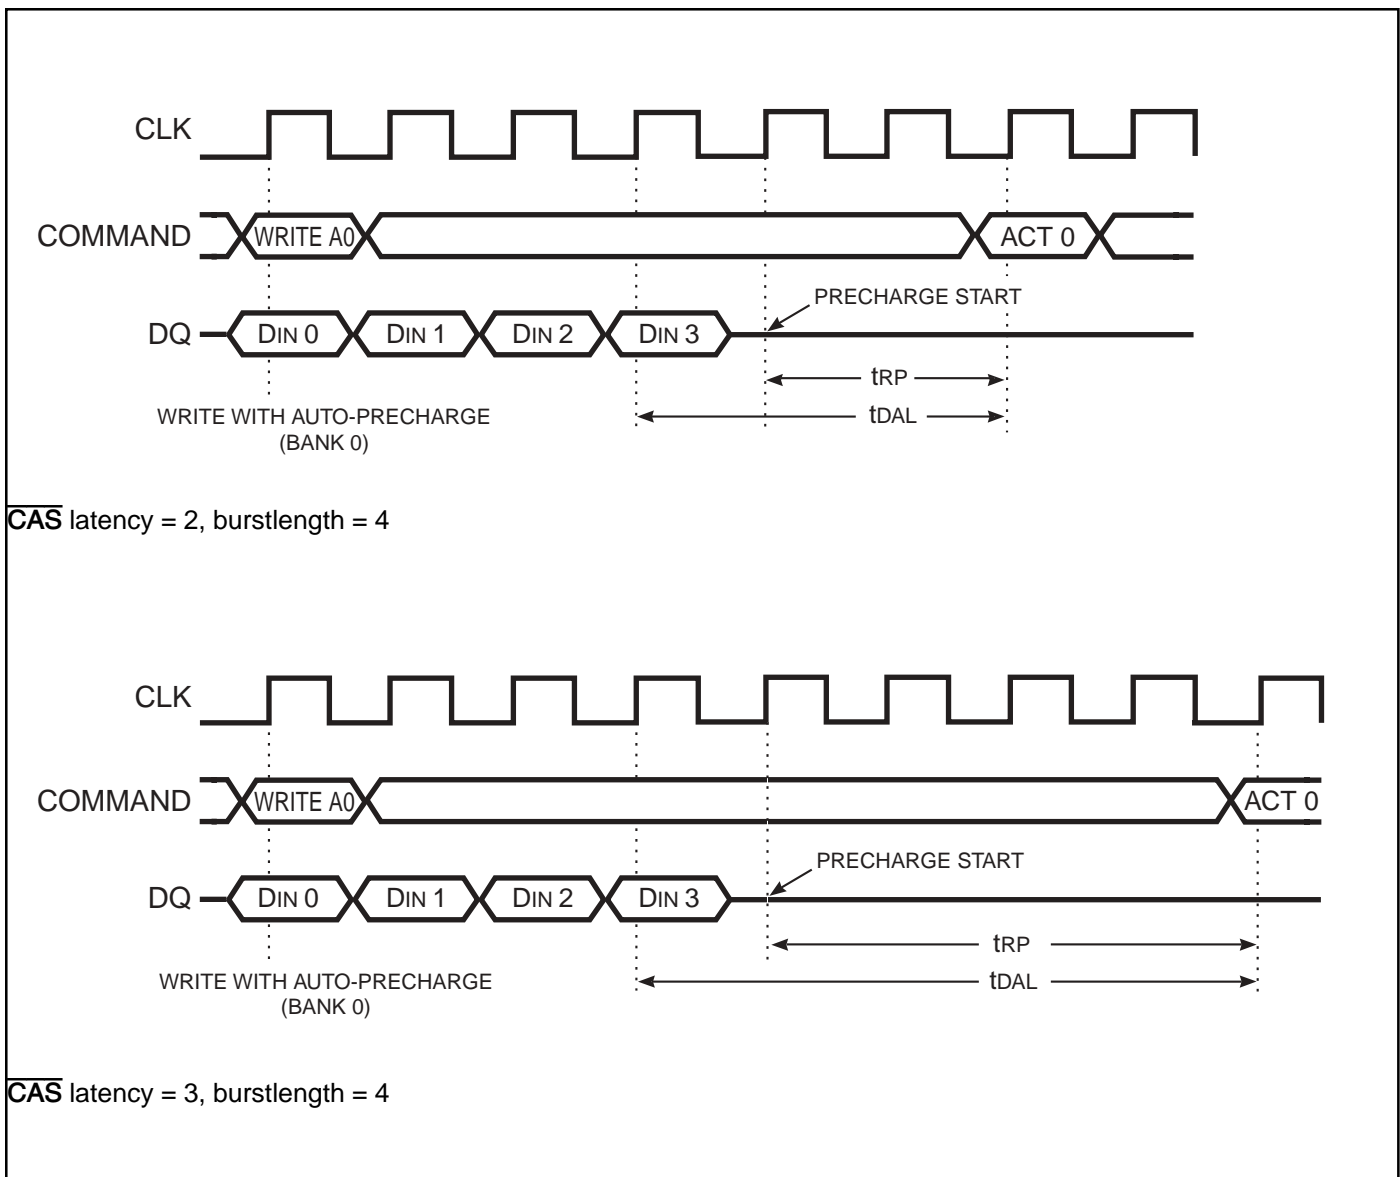 CLK
COMMAND
WRITE A0
ACT 0
PRECHARGE START
DQ
DIN 0
DIN 1
DIN 2
DIN 3
tRP
tDAL
WRITE WITH AUTO-PRECHARGE
(BANK 0)
CAS latency = 2, burstlength = 4
CLK
COMMAND
WRITE A0
ACT 0
PRECHARGE START
DQ
DIN 0
DIN 1
DIN 2
DIN 3
tRP
tDAL
WRITE WITH AUTO-PRECHARGE
(BANK 0)
CAS latency = 3, burstlength = 4